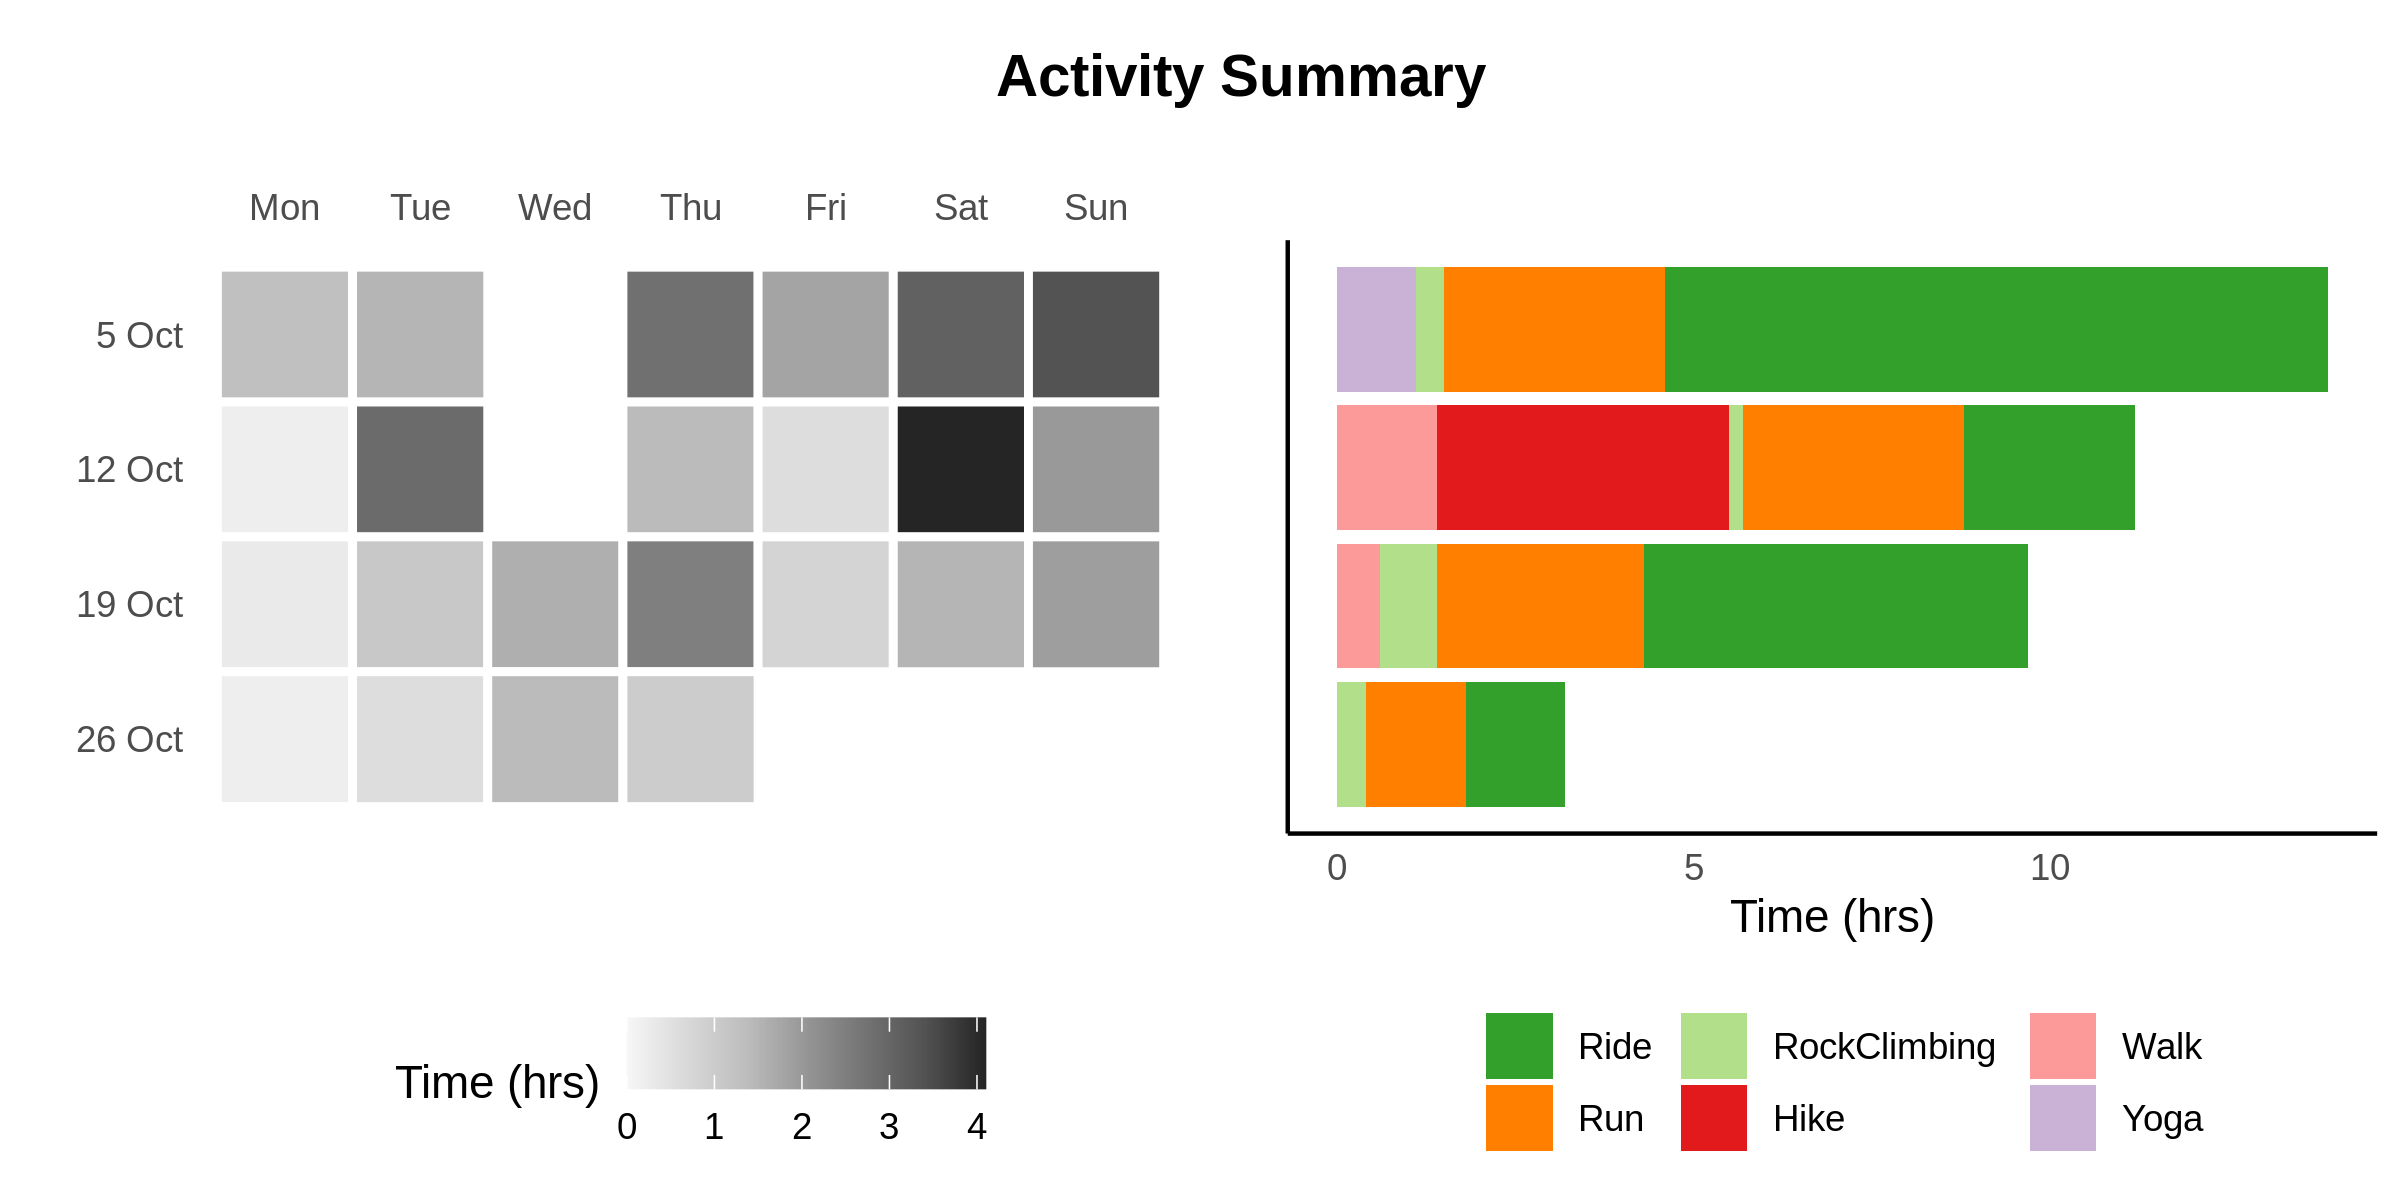 Activity Summary
Mon Tue Wed Thu Fri Sat Sun
5 Oct
12 Oct
19 Oct
26 Oct
0 5 10
Time (hrs)
Time (hrs)
0 1 2 3 4
Ride RockClimbing Walk
Run Hike Yoga